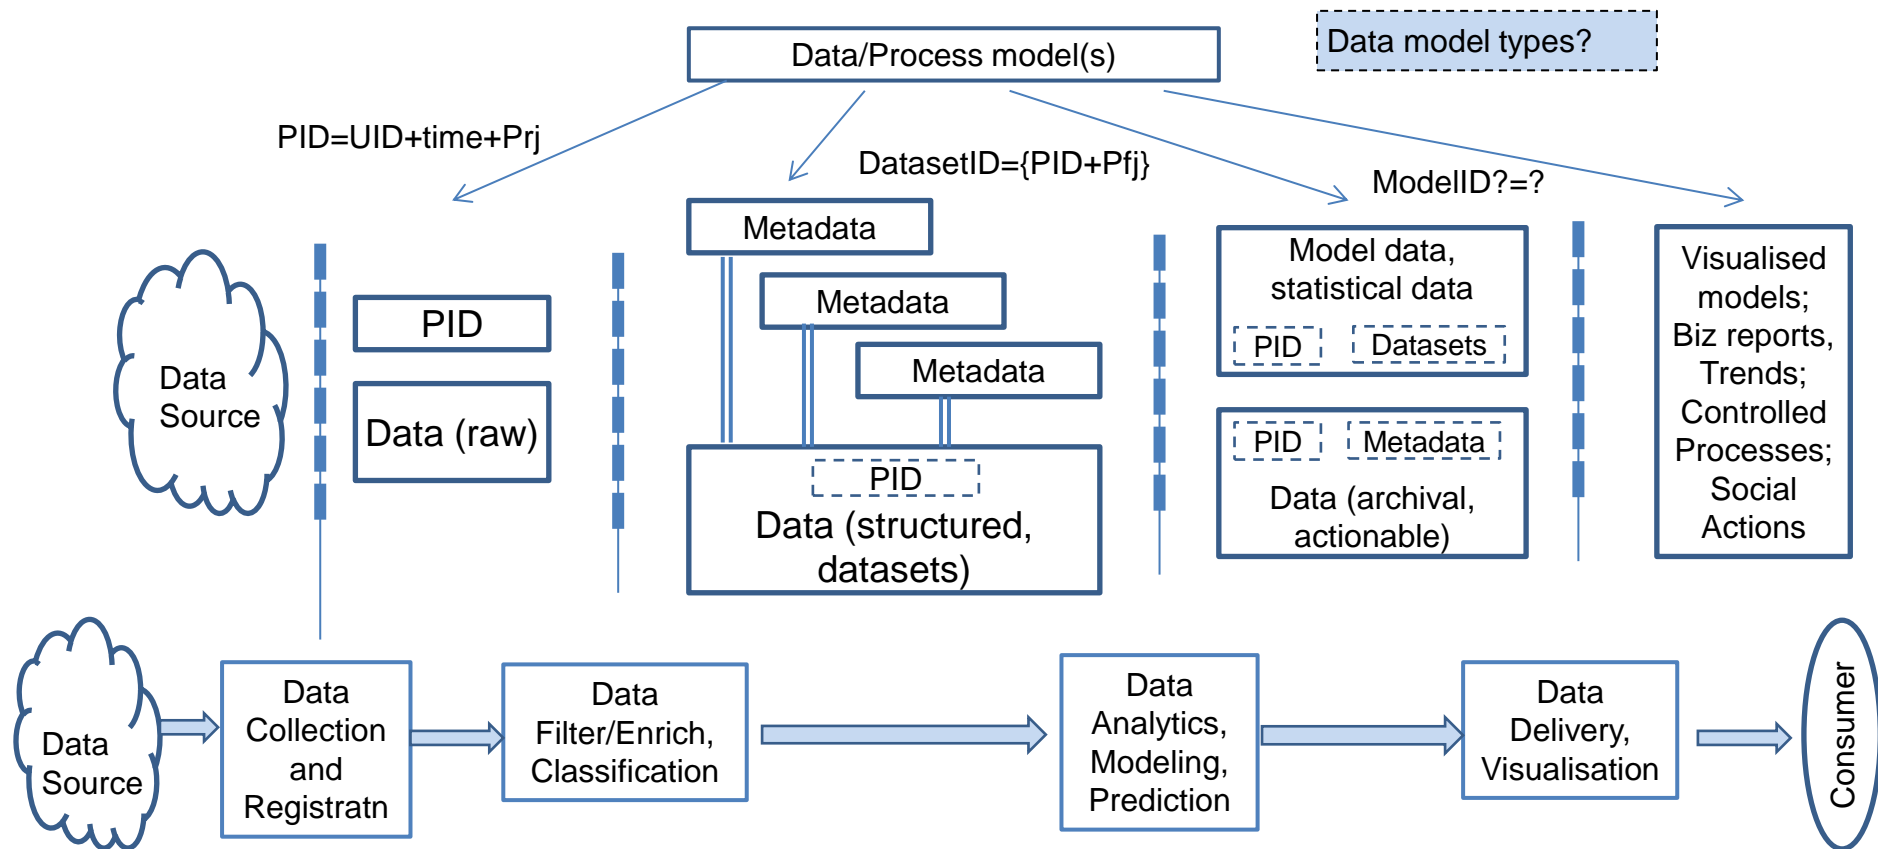 Data/Process model(s)
Data model types?
PID=UID+time+Prj
DatasetID={PID+Pfj}
ModelID?=?
Data
Source
PID
Data (raw)
Metadata
Metadata
Metadata
PID
Data (structured,
datasets)
Model data,
statistical data
PID
Datasets
PID
Metadata
Data (archival,
actionable)
Visualised
models;
Biz reports,
Trends;
Controlled
Processes;
Social
Actions
Data
Source
Data
Collection
and
Registratn
Data
Filter/Enrich,
Classification
Data
Analytics,
Modeling,
Prediction
Data
Delivery,
Visualisation
Consumer